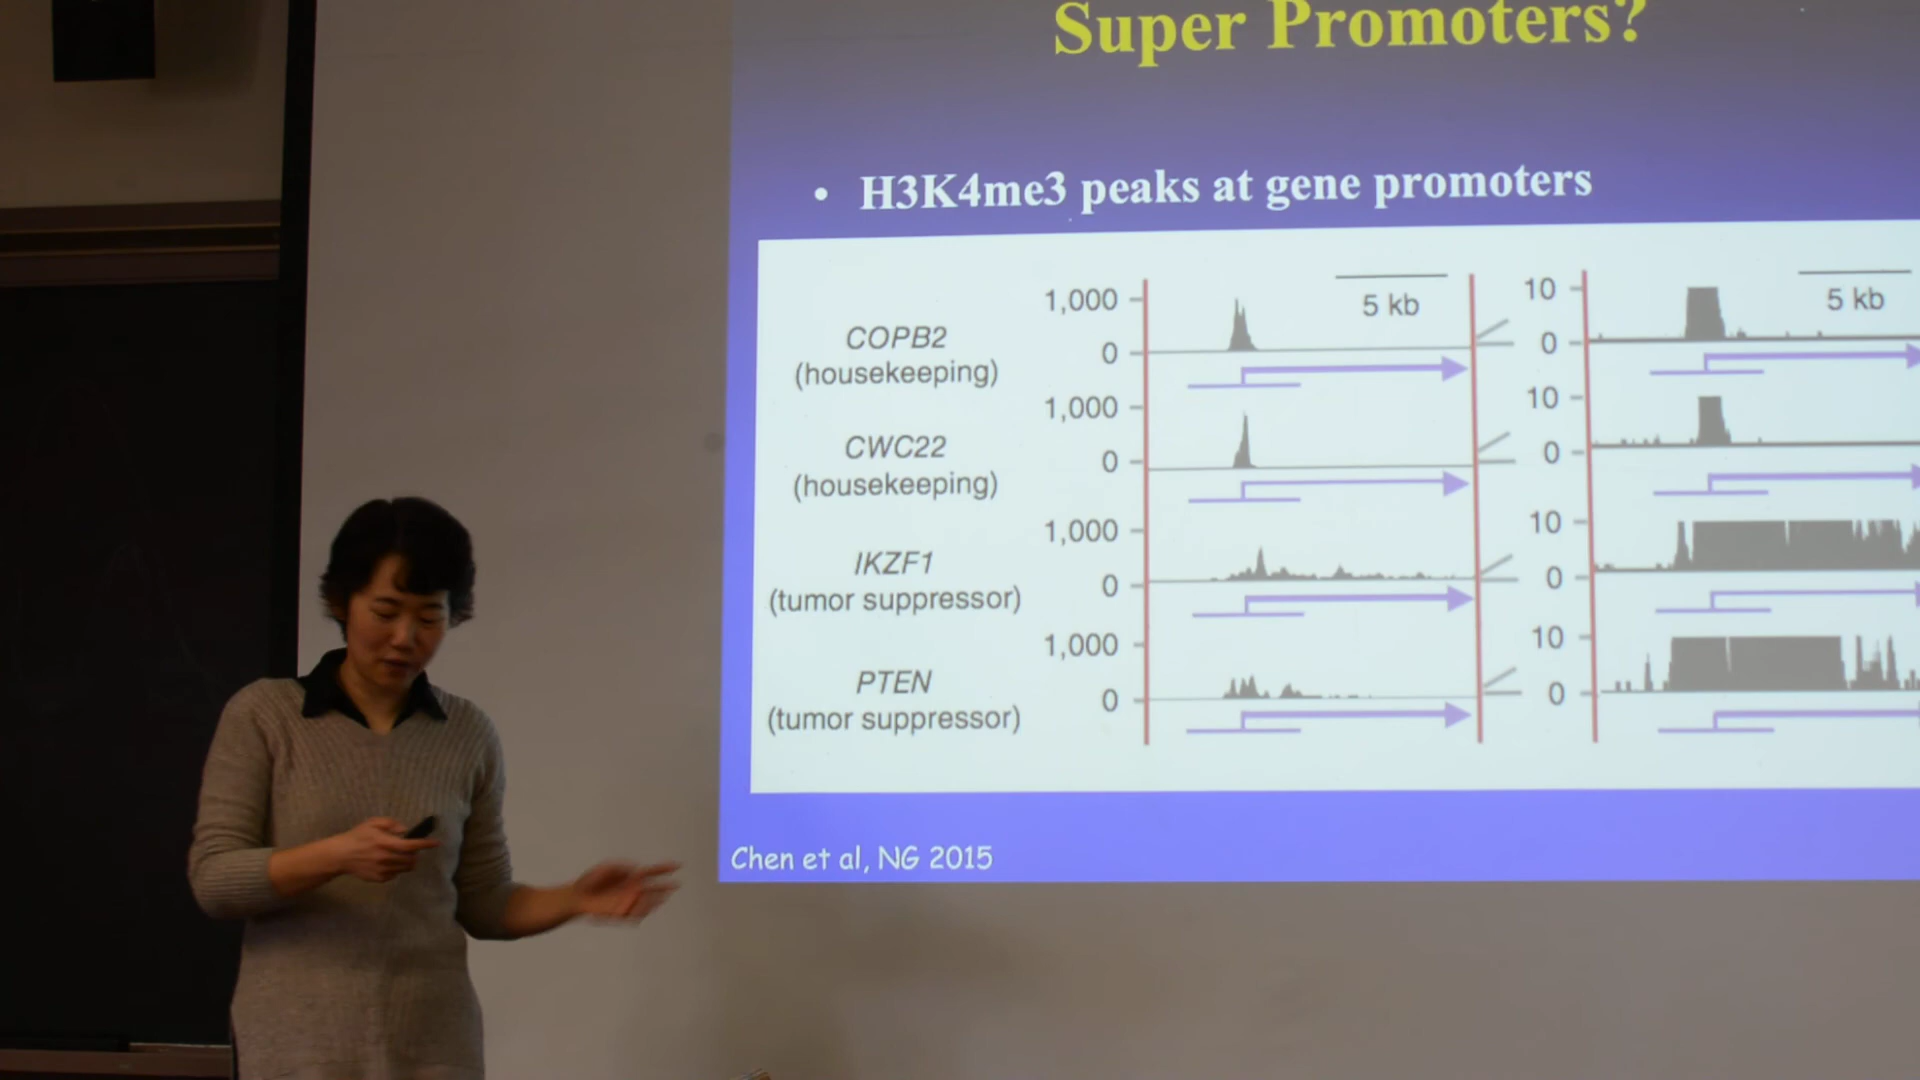 Super Promoters?
• H3K4me3 peaks at gene promoters
COPB2
(housekeeping)
1,000
0
5 kb
10
0
5 kb
CWC22
(housekeeping)
1,000
0
10
0
IKZF1
(tumor suppressor)
1,000
0
10
0
PTEN
(tumor suppressor)
1,000
0
10
0
Chen et al, NG 2015